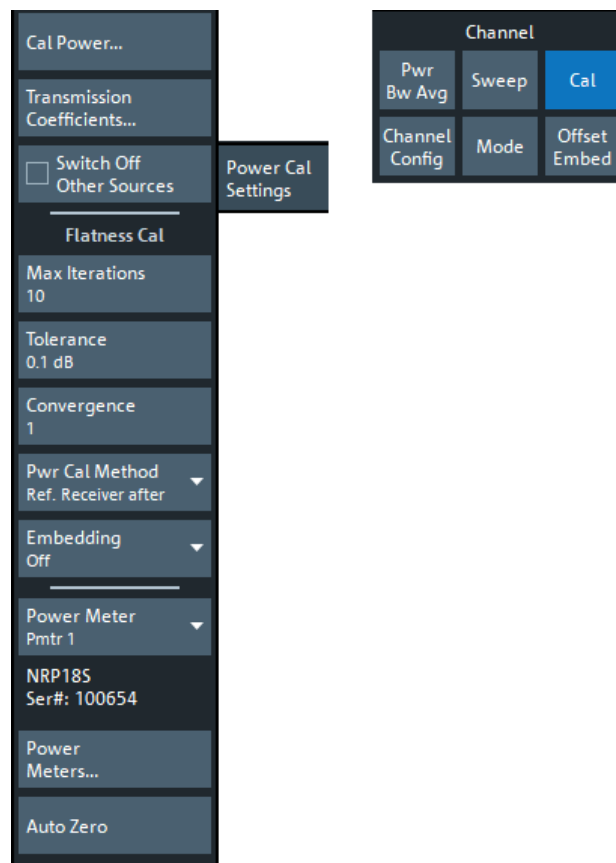 Cal Power...
Transmission
Coefficients...
Switch Off
Other Sources
Power Cal
Settings
Flatness Cal
Max Iterations
10
Tolerance
0.1 dB
Convergence
1
Pwr Cal Method
Ref. Receiver after
Embedding
Off
Power Meter
Pmtr 1
NRP18S
Ser#: 100654
Power
Meters...
Auto Zero
Channel
Pwr
Bw Avg
Sweep
Cal
Channel
Config
Mode
Offset
Embed